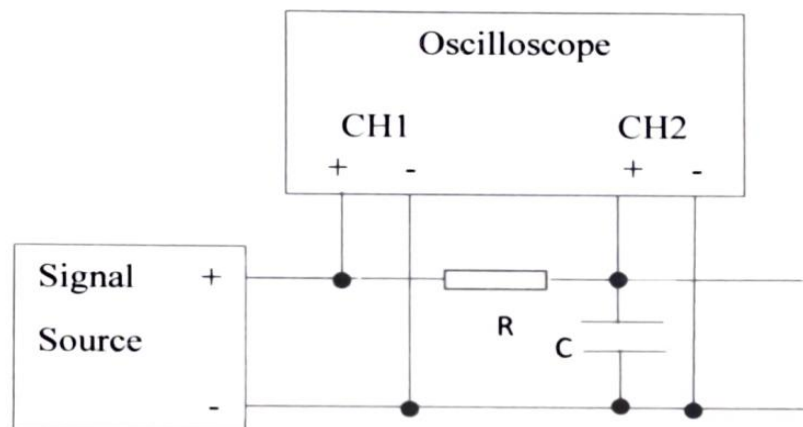 Oscilloscope
CH1 CH2
+ - + -
Signal +
Source
R
C
-